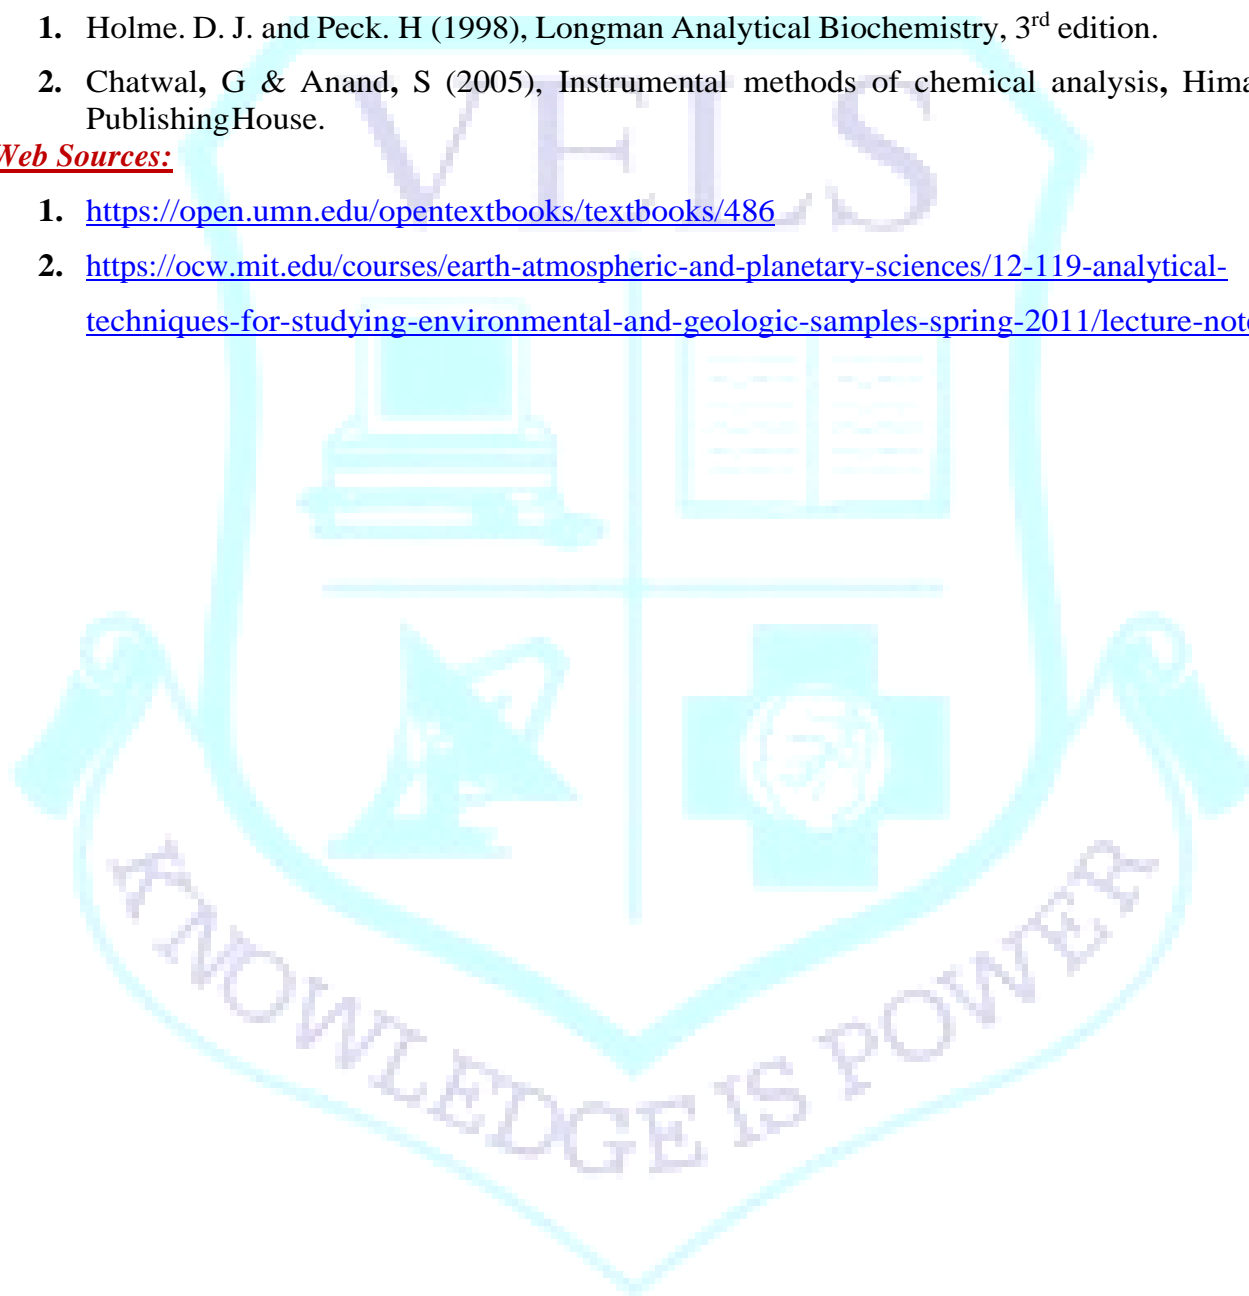 1. Holme. D. J. and Peck. H (1998), Longman Analytical Biochemistry, 3rd edition.
2. Chatwal, G & Anand, S (2005), Instrumental methods of chemical analysis, Hima
PublishingHouse.
Web Sources:
1. https://open.umn.edu/opentextbooks/textbooks/486
2. https://ocw.mit.edu/courses/earth-atmospheric-and-planetary-sciences/12-119-analytical-
techniques-for-studying-environmental-and-geologic-samples-spring-2011/lecture-note
VELS
KNOWLEDGE IS POWER